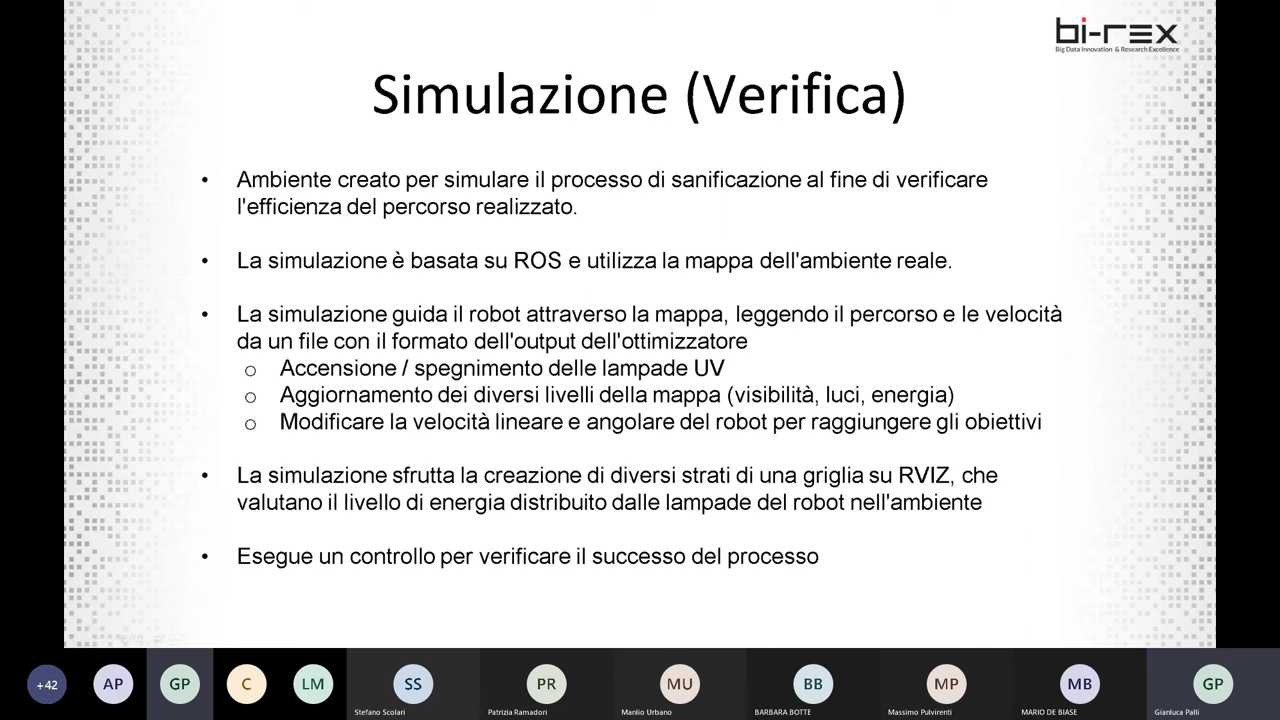 bi-rex
Big Data Innovation & Research Excellence
Simulazione (Verifica)
• Ambiente creato per simulare il processo di sanificazione al fine di verificare
l'efficienza del percorso realizzato.
• La simulazione è basata su ROS e utilizza la mappa dell'ambiente reale.
• La simulazione guida il robot attraverso la mappa, leggendo il percorso e le velocità
da un file con il formato dell'output dell'ottimizzatore
o Accensione / spegnimento delle lampade UV
o Aggiornamento dei diversi livelli della mappa (visibilità, luci, energia)
o Modificare la velocità lineare e angolare del robot per raggiungere gli obiettivi
• La simulazione sfrutta la creazione di diversi strati di una griglia su RVIZ, che
valutano il livello di energia distribuito dalle lampade del robot nell'ambiente
• Esegue un controllo per verificare il successo del processo
+42 AP GP C LM SS PR MU BB MP MB GP
Stefano Scolari Patrizia Ramadori Manlio Urbano BARBARA BOTTE Massimo Pulvirenti MARIO DE BIASE Gianluca Palli